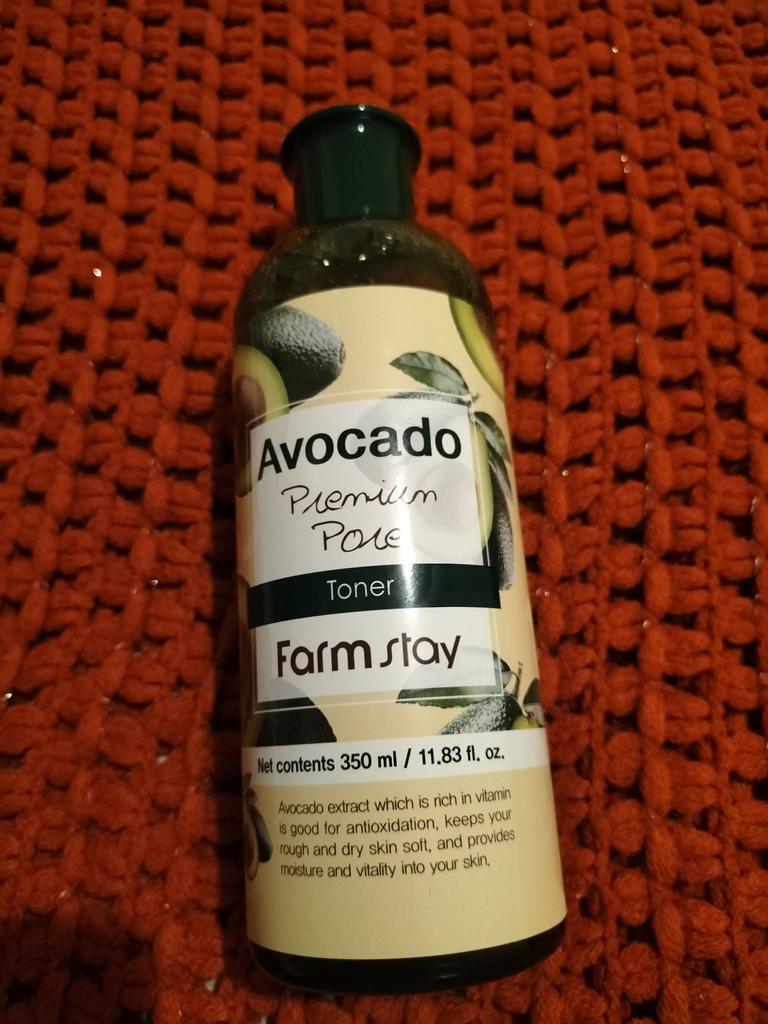 Avocado
Premium
Pore
Toner
Farm stay
Net contents 350 ml / 11.83 fl. oz.
Avocado extract which is rich in vitamin
is good for antioxidation, keeps your
rough and dry skin soft, and provides
moisture and vitality into your skin.